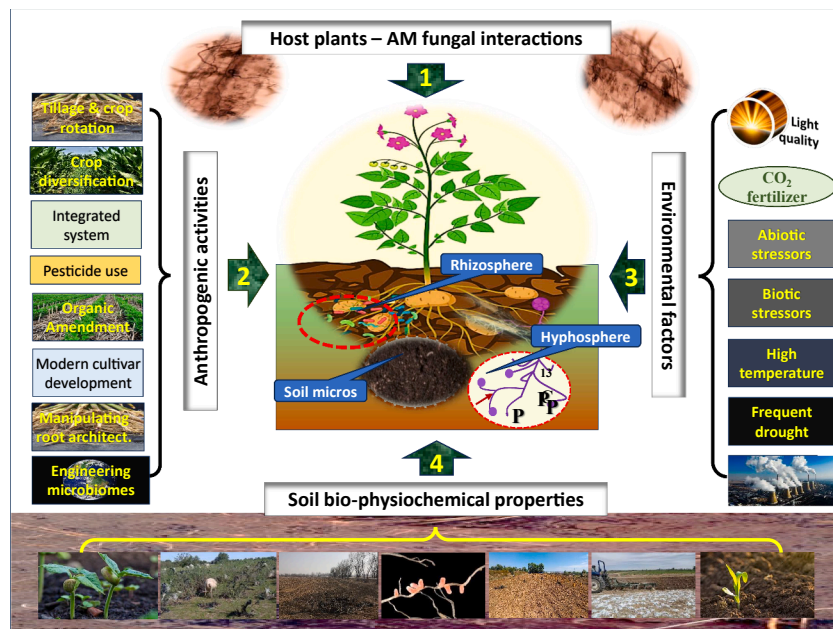 Host plants – AM fungal interactions
1
Tillage & crop
rotation
Crop
diversification
Integrated
system
Pesticide use
Organic
Amendment
Modern cultivar
development
Manipulating
root architect.
Engineering
microbiomes
Anthropogenic activities
2
Rhizosphere
Hyphosphere
Soil micros
13
P
P
P
3
Environmental factors
Light
quality
CO2
fertilizer
Abiotic
stressors
Biotic
stressors
High
temperature
Frequent
drought
4
Soil bio-physiochemical properties